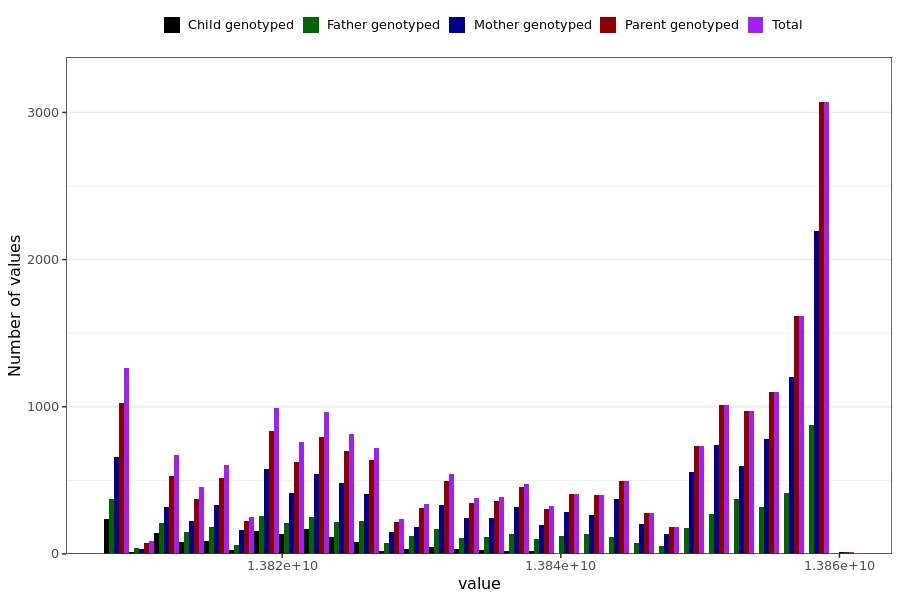 Child genotyped Father genotyped Mother genotyped Parent genotyped Total
3000
2000
1000
0
Number of values
1.382e+10 1.384e+10 1.386e+10
value